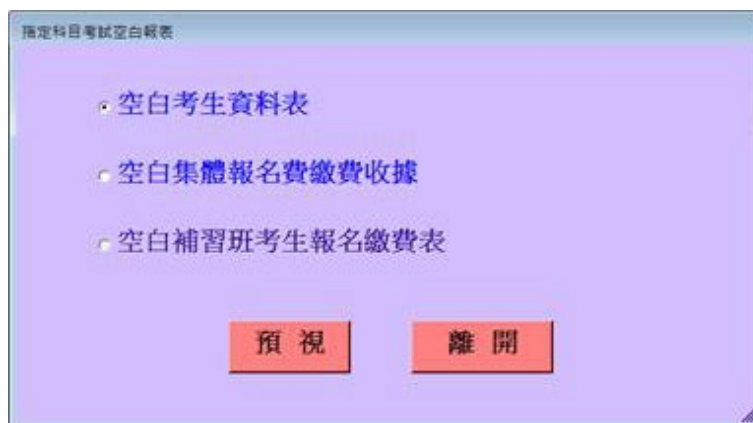 指定科目考試空白報表
空白考生資料表
空白集體報名費繳費收據
空白補習班考生報名繳費表
預 視
離 開